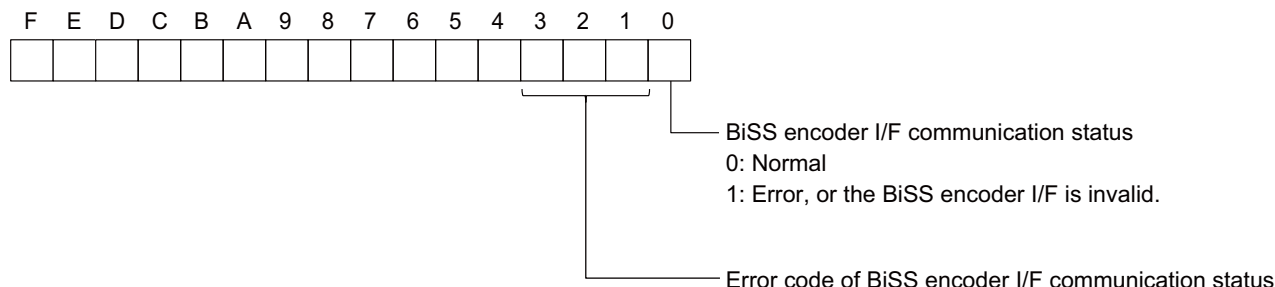 F E D C B A 9 8 7 6 5 4 3 2 1 0
BiSS encoder I/F communication status
0: Normal
1: Error, or the BiSS encoder I/F is invalid.
Error code of BiSS encoder I/F communication status